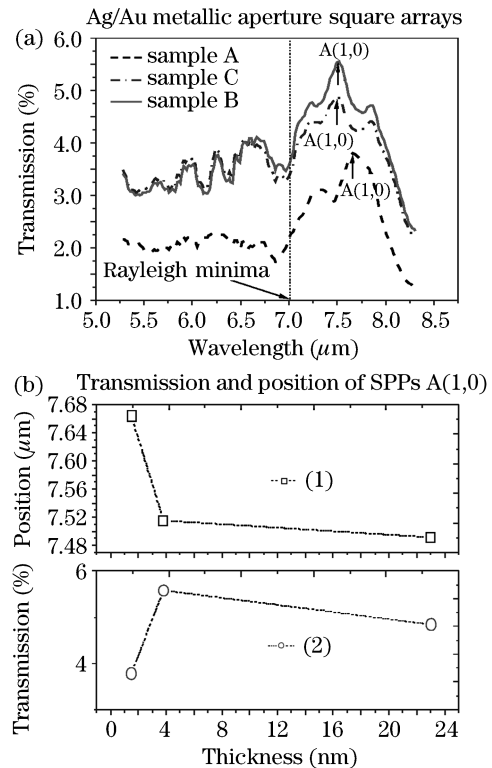 Ag/Au metallic aperture square arrays
(a)
6.0
5.0
4.0
3.0
2.0
1.0
Transmission (%)
sample A
sample C
sample B
A(1,0)
A(1,0)
A(1,0)
Rayleigh minima
5.0 5.5 6.0 6.5 7.0 7.5 8.0 8.5
Wavelength (μm)
(b) Transmission and position of SPPs A(1,0)
7.68
7.64
7.60
7.56
7.52
7.48
Position (μm)
(1)
6
4
Transmission (%)
(2)
0 4 8 12 16 20 24
Thickness (nm)